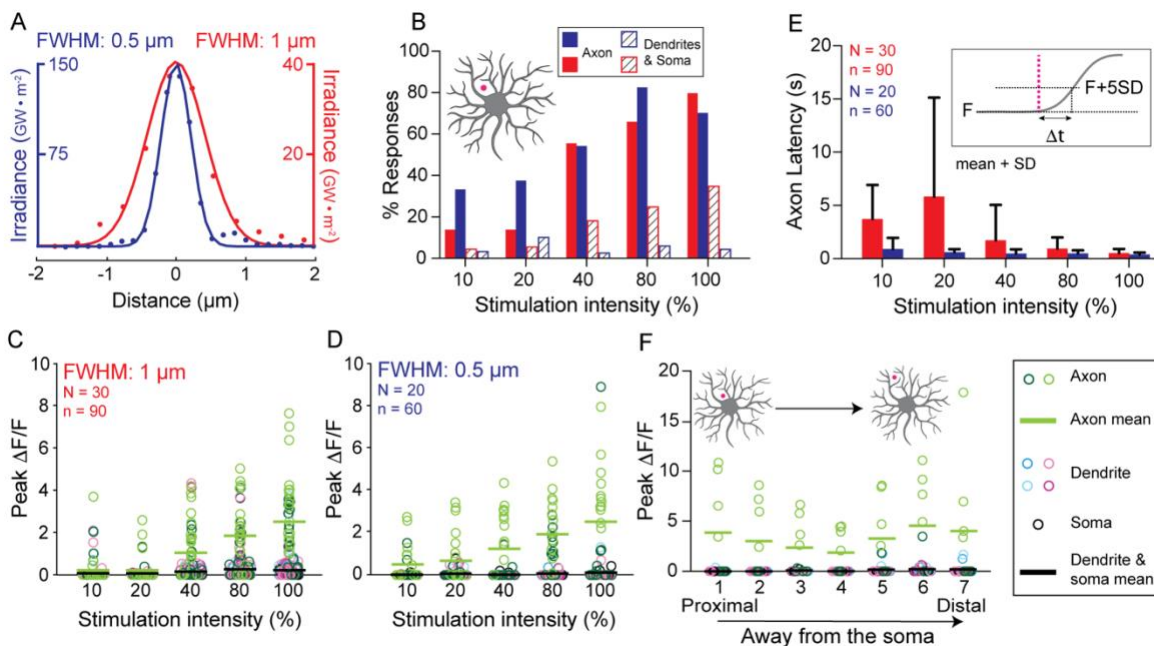 A
FWHM: 0.5 µm
FWHM: 1 µm
150
75
Irradiance (GW·m-2)
40
20
Irradiance (GW·m-2)
-2
-1
0
1
2
Distance (µm)
B
100
80
60
40
20
0
% Responses
Axon
Dendrites & Soma
10
20
40
80
100
Stimulation intensity (%)
E
N = 30
n = 90
N = 20
n = 60
20
15
10
5
0
Axon Latency (s)
F
F+5SD
Δt
mean + SD
10
20
40
80
100
Stimulation intensity (%)
C
FWHM: 1 µm
N = 30
n = 90
10
8
6
4
2
0
Peak ΔF/F
10
20
40
80
100
Stimulation intensity (%)
D
FWHM: 0.5 µm
N = 20
n = 60
10
8
6
4
2
0
Peak ΔF/F
10
20
40
80
100
Stimulation intensity (%)
F
20
15
10
5
0
Peak ΔF/F
1
2
3
4
5
6
7
Proximal
Distal
Away from the soma
Axon
Axon mean
Dendrite
Soma
Dendrite &
soma mean